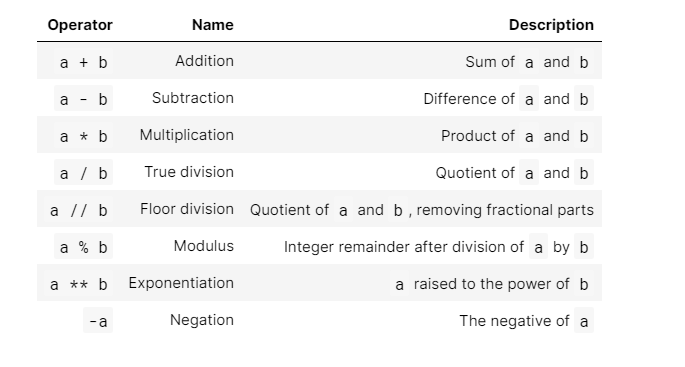 Operator Name Description
a + b Addition Sum of a and b
a - b Subtraction Difference of a and b
a * b Multiplication Product of a and b
a / b True division Quotient of a and b
a // b Floor division Quotient of a and b , removing fractional parts
a % b Modulus Integer remainder after division of a by b
a ** b Exponentiation a raised to the power of b
-a Negation The negative of a